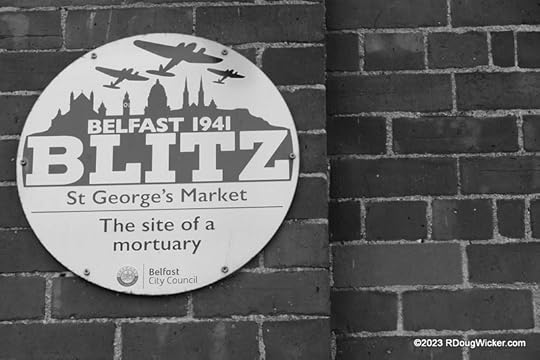 BELFAST 1941
BLITZ
St George's Market
The site of a
mortuary
Belfast
City Council
©2023 RDougWicker.com